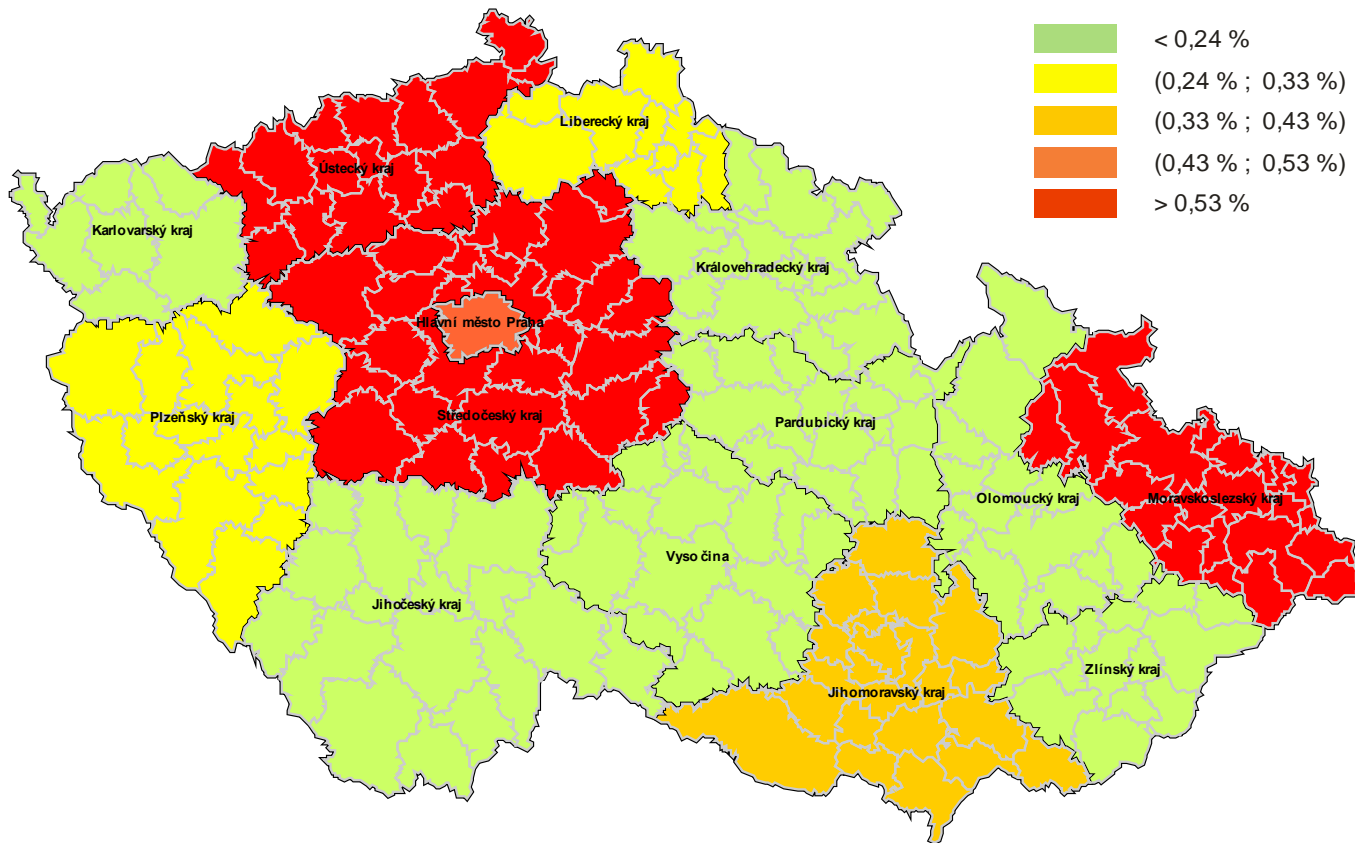 < 0,24 %
(0,24 % ; 0,33 %)
(0,33 % ; 0,43 %)
(0,43 % ; 0,53 %)
> 0,53 %
Liberecký kraj
Ústecký kraj
Karlovarský kraj
Královehradecký kraj
Hlavní město Praha
Plzeňský kraj
Středočeský kraj
Pardubický kraj
Olomoucký kraj
Moravskoslezský kraj
Vysočina
Jihočeský kraj
Zlínský kraj
Jihomoravský kraj